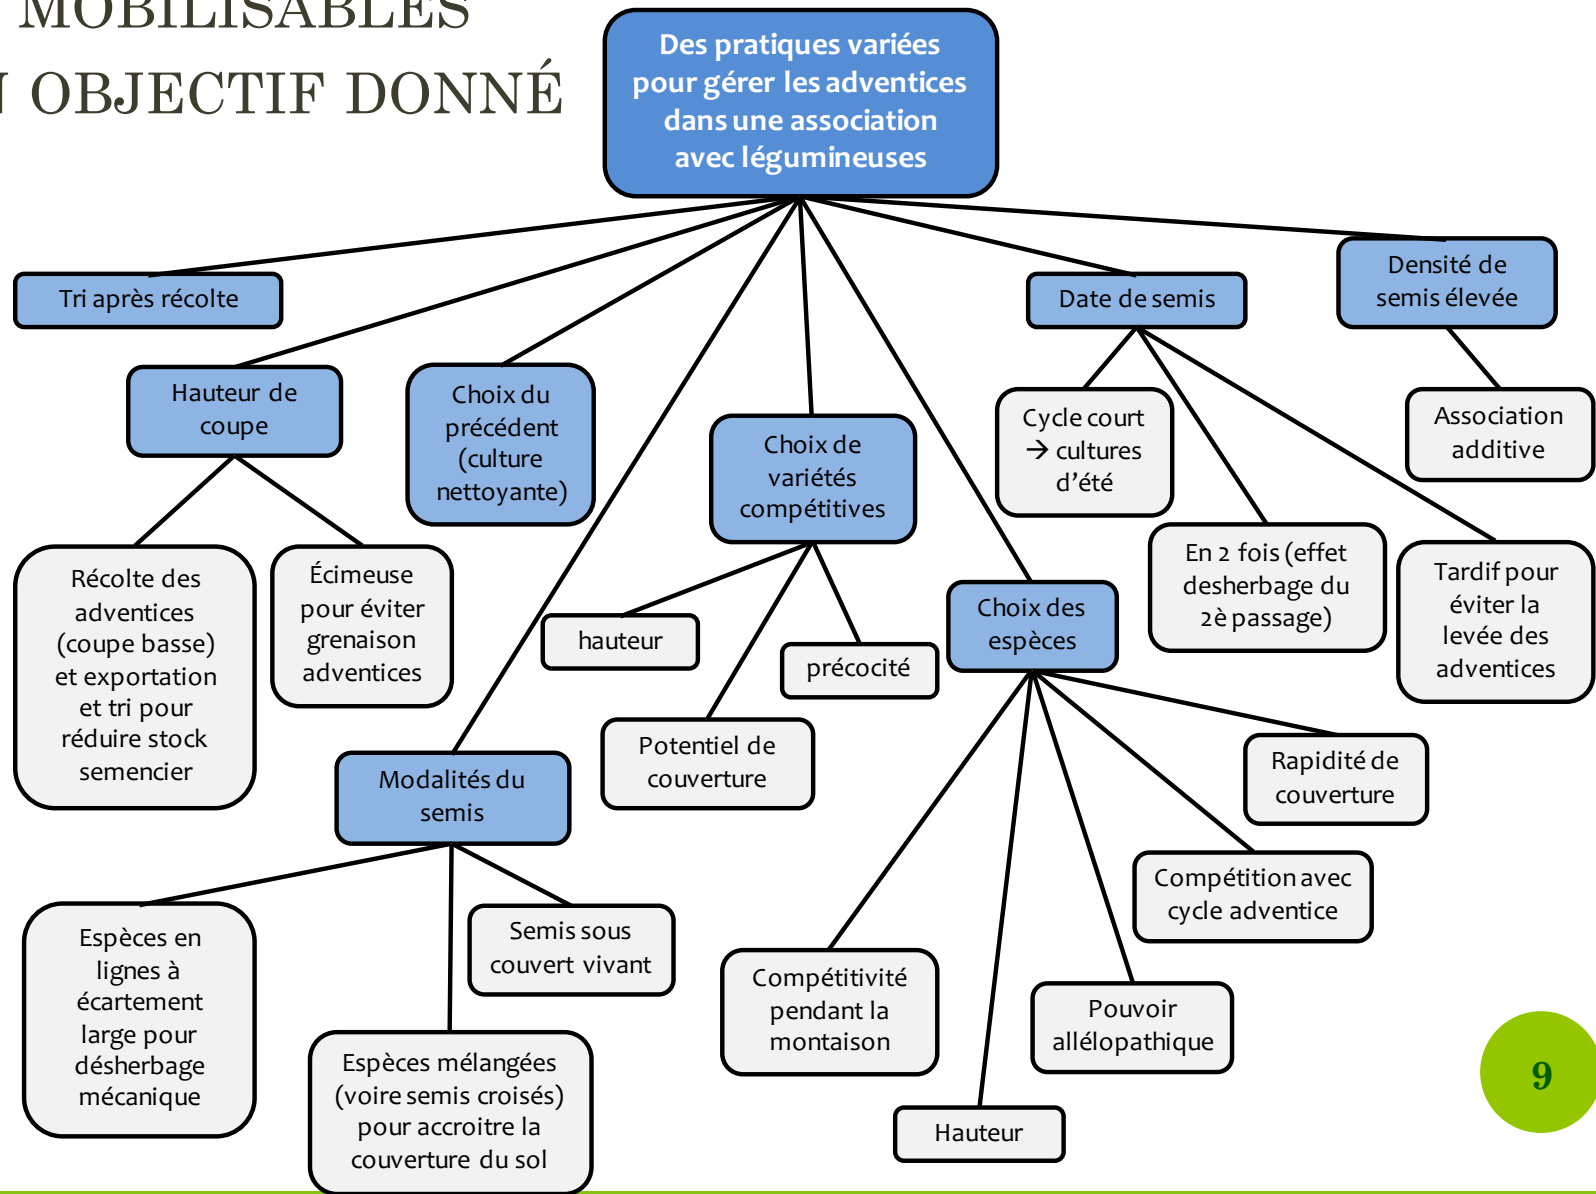 MOBILISABLES
N OBJECTIF DONNÉ
Des pratiques variées
pour gérer les adventices
dans une association
avec légumineuses
Tri après récolte
Hauteur de
coupe
Récolte des
adventices
(coupe basse)
et exportation
et tri pour
réduire stock
semencier
Écimeuse
pour éviter
grenaison
adventices
Choix du
précédent
(culture
nettoyante)
Modalités du
semis
Espèces en
lignes à
écartement
large pour
désherbage
mécanique
Espèces mélangées
(voire semis croisés)
pour accroitre la
couverture du sol
Semis sous
couvert vivant
Choix de
variétés
compétitives
hauteur
Potentiel de
couverture
précocité
Choix des
espèces
Compétitivité
pendant la
montaison
Hauteur
Pouvoir
allélopathique
Compétition avec
cycle adventice
Rapidité de
couverture
Date de semis
Cycle court
→ cultures
d'été
En 2 fois (effet
desherbage du
2è passage)
Tardif pour
éviter la
levée des
adventices
Densité de
semis élevée
Association
additive
9